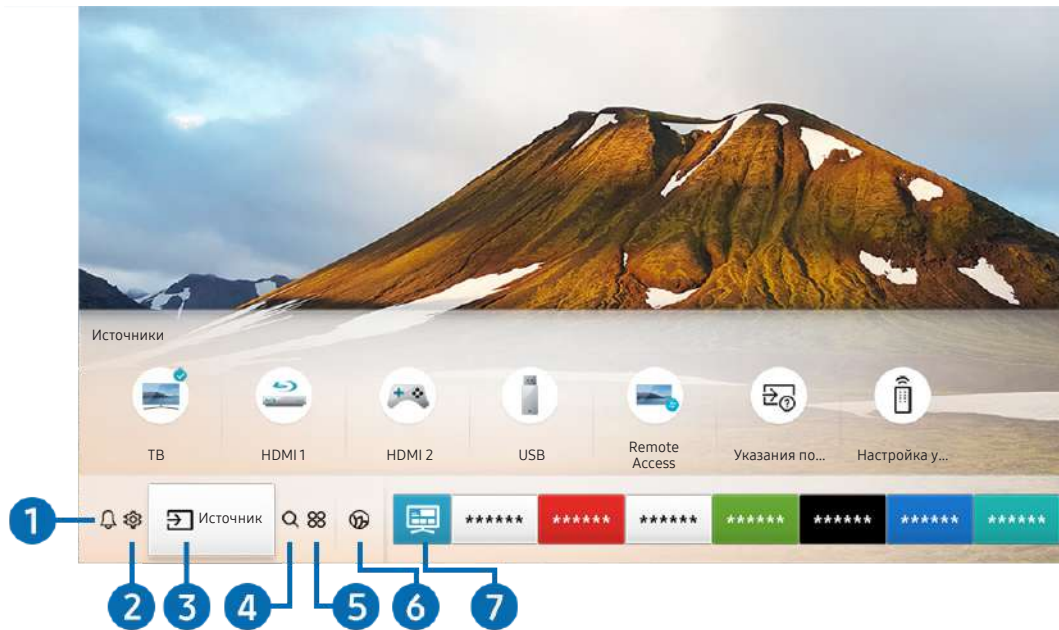 Источники
ТВ
HDMI 1
HDMI 2
USB
Remote
Access
Указания по...
Настройка у...
1
Источник
******
******
******
******
******
******
******
2
3
4
5
6
7